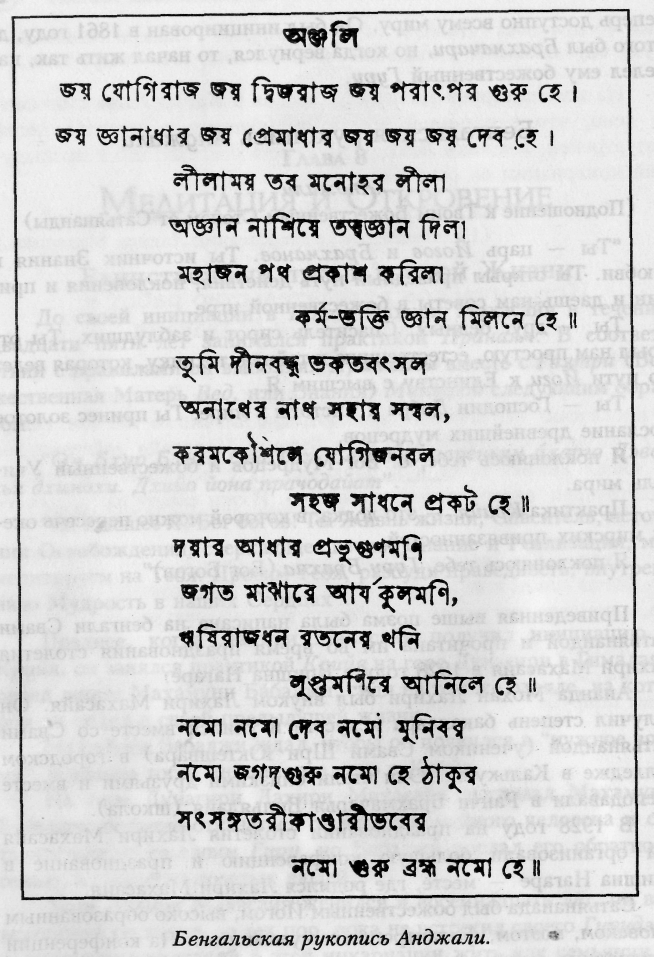 অঞ্জলি
জয় যোগিরাজ জয় দ্বিজরাজ জয় পরাৎপর গুরু হে।
জয় জ্ঞানাধার জয় প্রেমাধার জয় জয় জয় দেব হে।
লীলাময় তব মনোহর লীলা
অজ্ঞান নাশিয়ে তত্ত্বজ্ঞান দিলা
মহাজন পথ প্রকাশ করিলা
কর্ম-ভক্তি জ্ঞান মিলনে হে॥
তুমি দীনবন্ধু ভকতবৎসল
অনাথের নাথ সহায় সম্বল,
করমকৌশলে যোগিজনবল
সহজ সাধনে প্রকট হে॥
দয়ার আধার প্রভুগুণমণি
জগত মাঝারে আর্য কুলমণি,
ঋষিরাজধন রতনের খনি
লুপ্তমণিরে আনিলে হে॥
নমো নমো দেব নমো মুনিবর
নমো জগদ্গুরু নমো হে ঠাকুর
সৎসঙ্গতরীকাণ্ডারীভবের
নমো গুরু ব্রহ্ম নমো হে॥
Бенгальская рукопись Анджали.